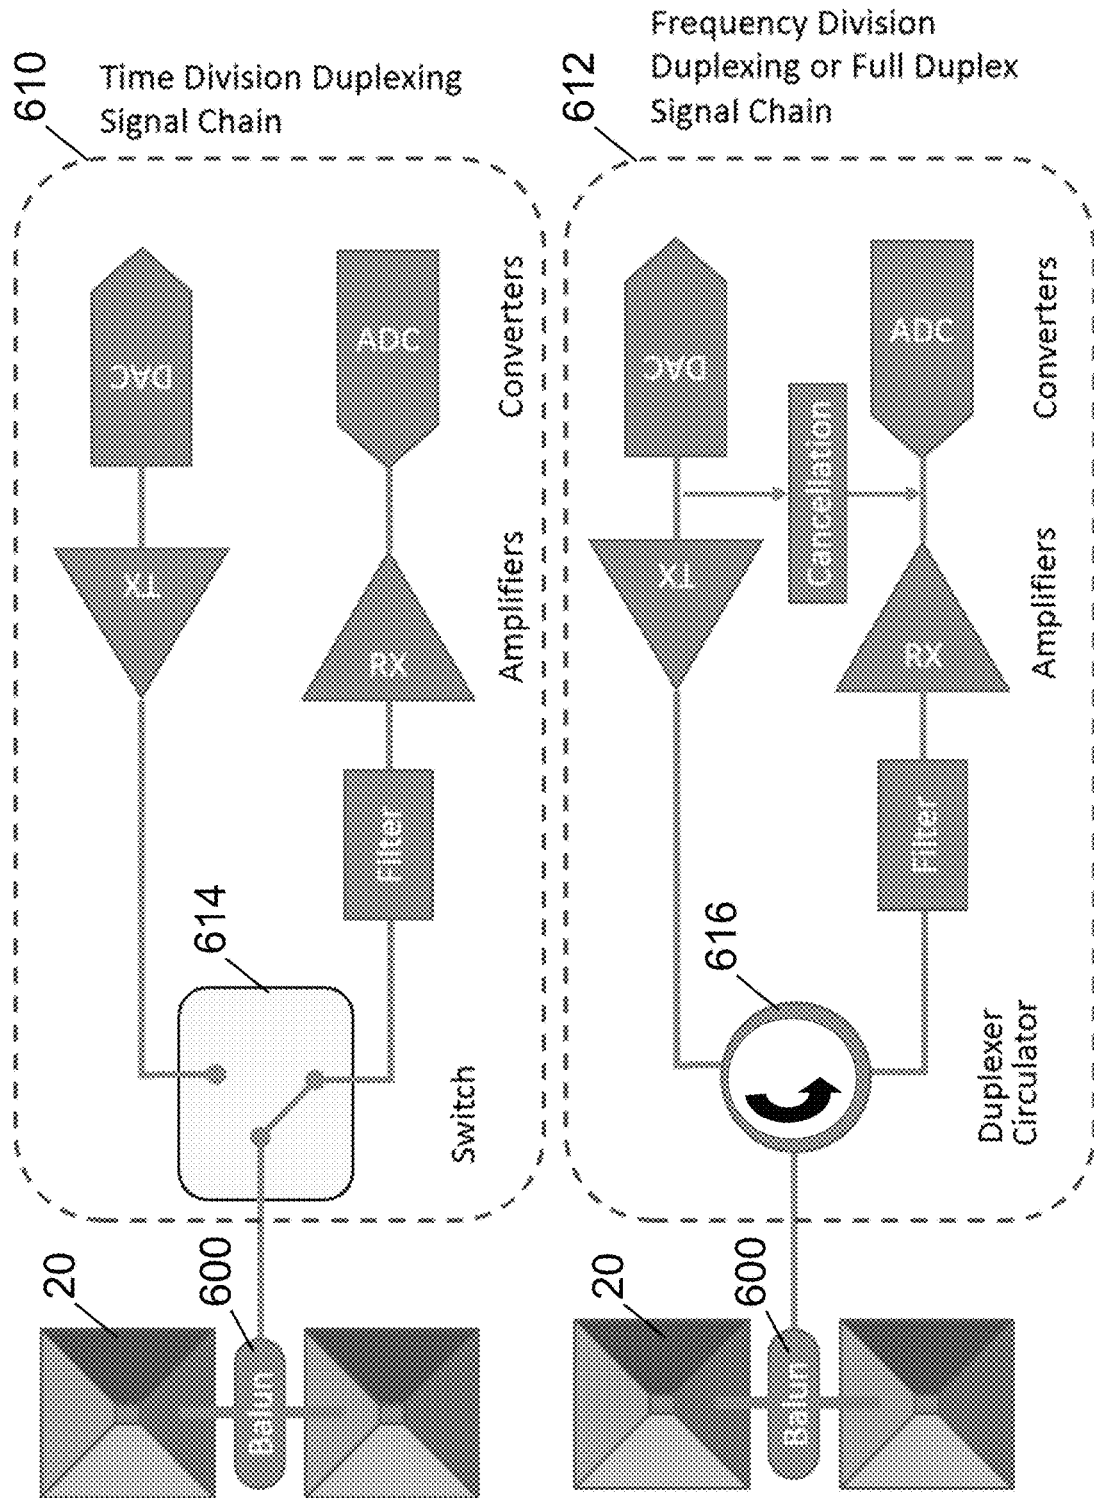 610
Time Division Duplexing
Signal Chain
DAC
ADC
Converters
TX
RX
Amplifiers
Filter
614
Switch
20
600
Balun
612
Frequency Division
Duplexing or Full Duplex
Signal Chain
DAC
ADC
Converters
Cancellation
TX
RX
Amplifiers
Filter
616
Duplexer
Circulator
20
600
Balun